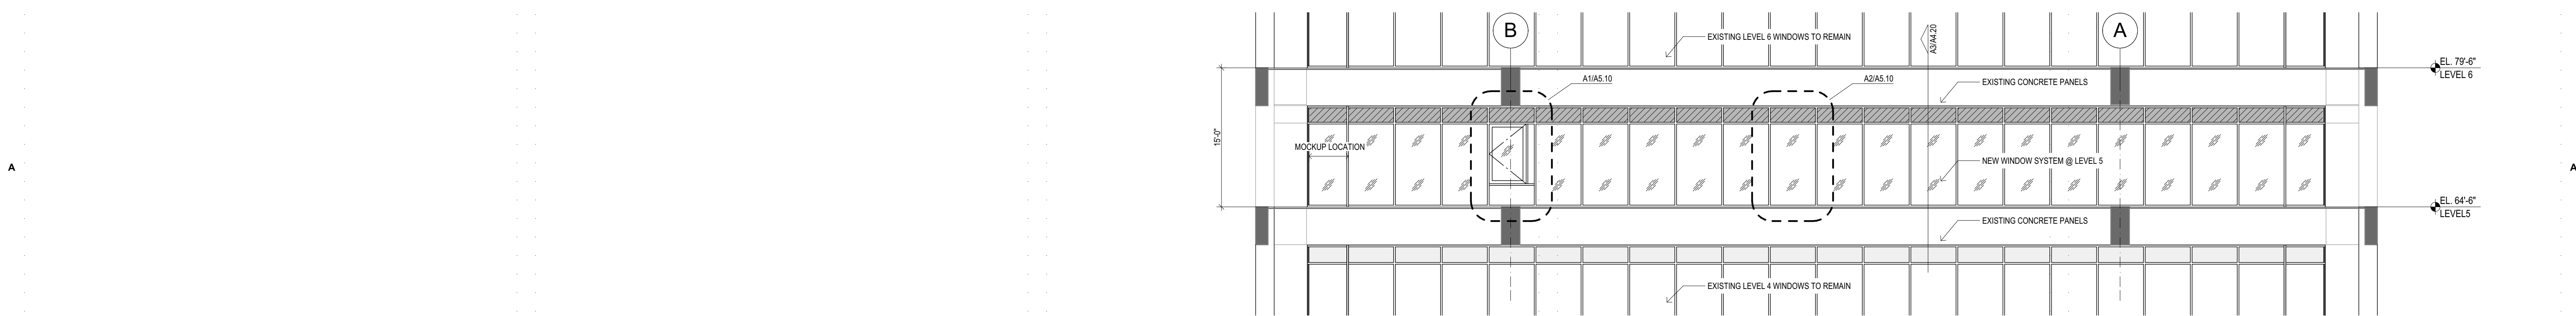 B
A
EXISTING LEVEL 6 WINDOWS TO REMAIN
A3/A4.20
EL. 79'-6"
LEVEL 6
A1/A5.10
A2/A5.10
EXISTING CONCRETE PANELS
15'-0"
MOCKUP LOCATION
NEW WINDOW SYSTEM @ LEVEL 5
A
A
EL. 64'-6"
LEVEL5
EXISTING CONCRETE PANELS
EXISTING LEVEL 4 WINDOWS TO REMAIN